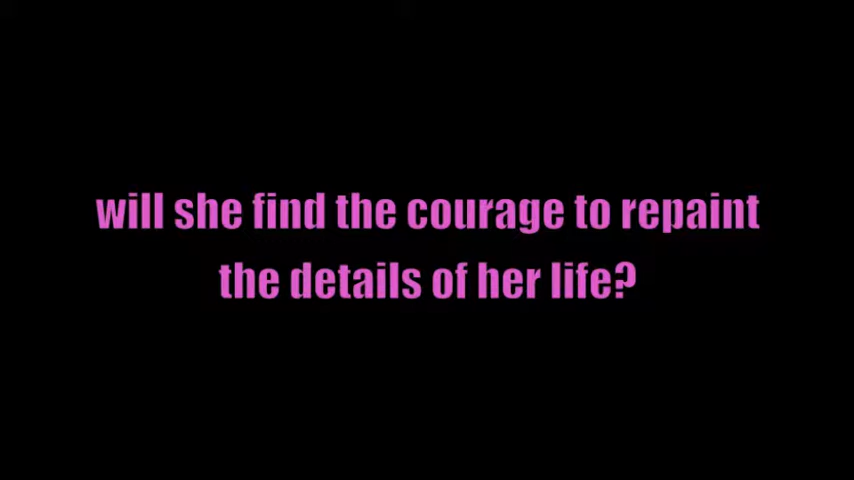 will she find the courage to repaint
the details of her life?